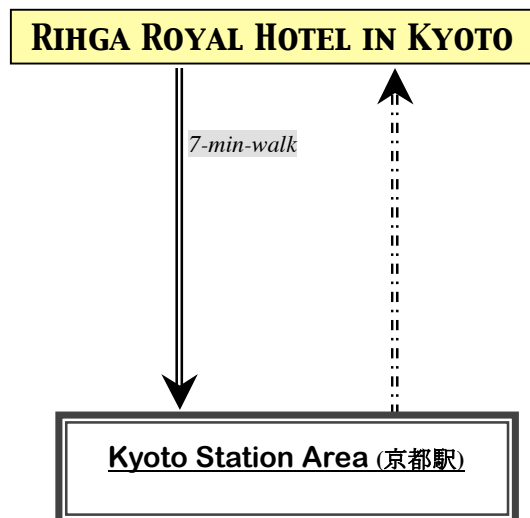 RIHGA ROYAL HOTEL IN KYOTO
7-min-walk
Kyoto Station Area (京都駅)